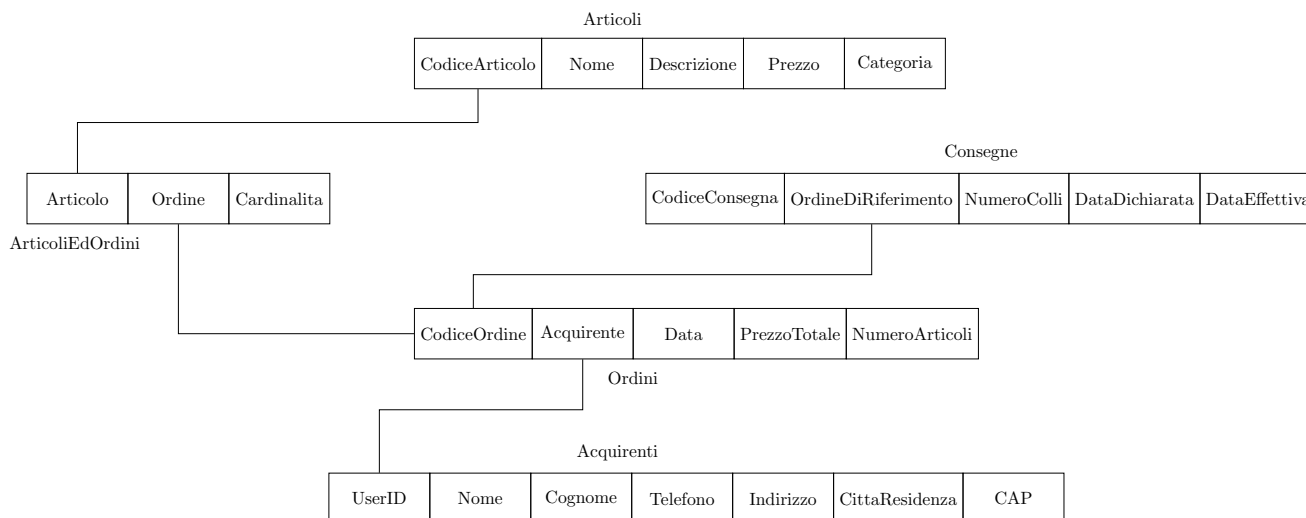 Articoli
CodiceArticolo Nome Descrizione Prezzo Categoria
Consegne
Articolo Ordine Cardinalita
CodiceConsegna OrdineDiRiferimento NumeroColli DataDichiarata DataEffettiva
ArticoliEdOrdini
CodiceOrdine Acquirente Data PrezzoTotale NumeroArticoli
Ordini
Acquirenti
UserID Nome Cognome Telefono Indirizzo CittaResidenza CAP